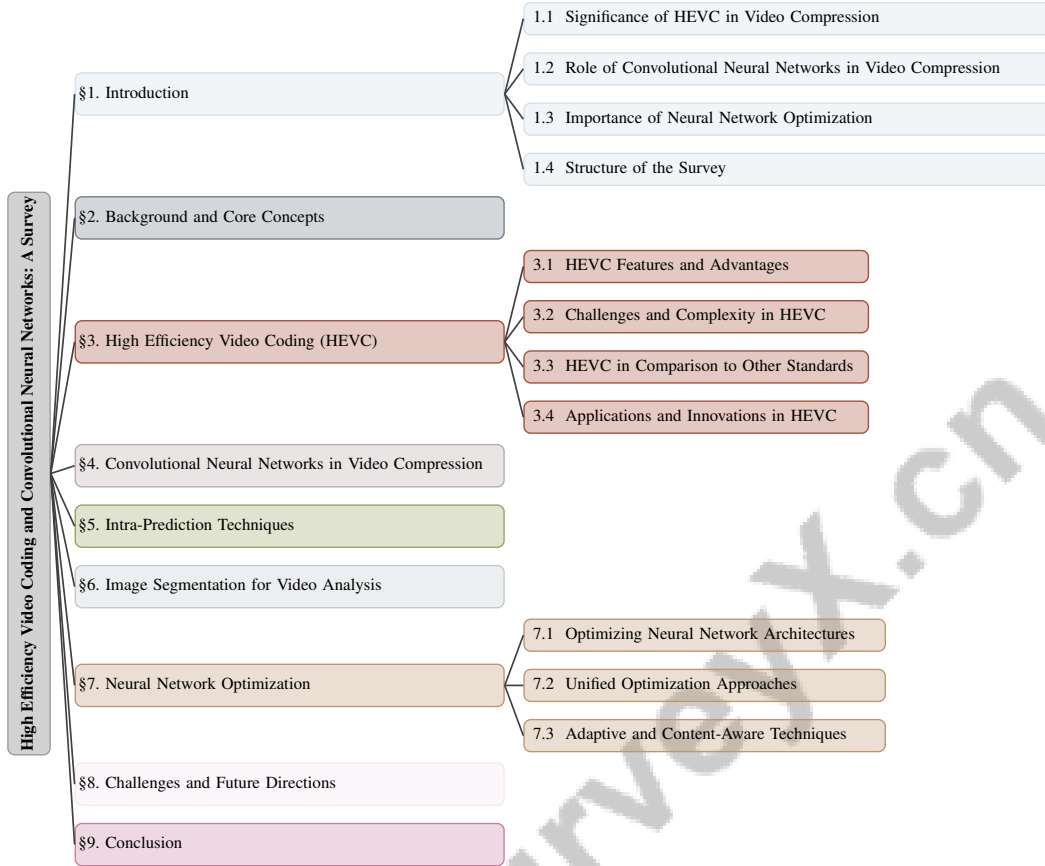 High Efficiency Video Coding and Convolutional Neural Networks: A Survey
§1. Introduction
1.1 Significance of HEVC in Video Compression
1.2 Role of Convolutional Neural Networks in Video Compression
1.3 Importance of Neural Network Optimization
1.4 Structure of the Survey
§2. Background and Core Concepts
§3. High Efficiency Video Coding (HEVC)
3.1 HEVC Features and Advantages
3.2 Challenges and Complexity in HEVC
3.3 HEVC in Comparison to Other Standards
3.4 Applications and Innovations in HEVC
§4. Convolutional Neural Networks in Video Compression
§5. Intra-Prediction Techniques
§6. Image Segmentation for Video Analysis
§7. Neural Network Optimization
7.1 Optimizing Neural Network Architectures
7.2 Unified Optimization Approaches
7.3 Adaptive and Content-Aware Techniques
§8. Challenges and Future Directions
§9. Conclusion
rveyx.cn